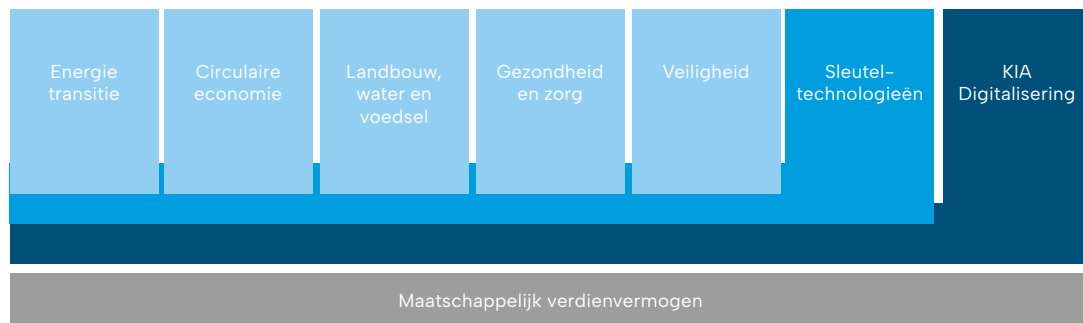 Energie
transitie
Circulaire
economie
Landbouw,
water en
voedsel
Gezondheid
en zorg
Veiligheid
Sleutel-
technologieën
KIA
Digitalisering
Maatschappelijk verdienvermogen